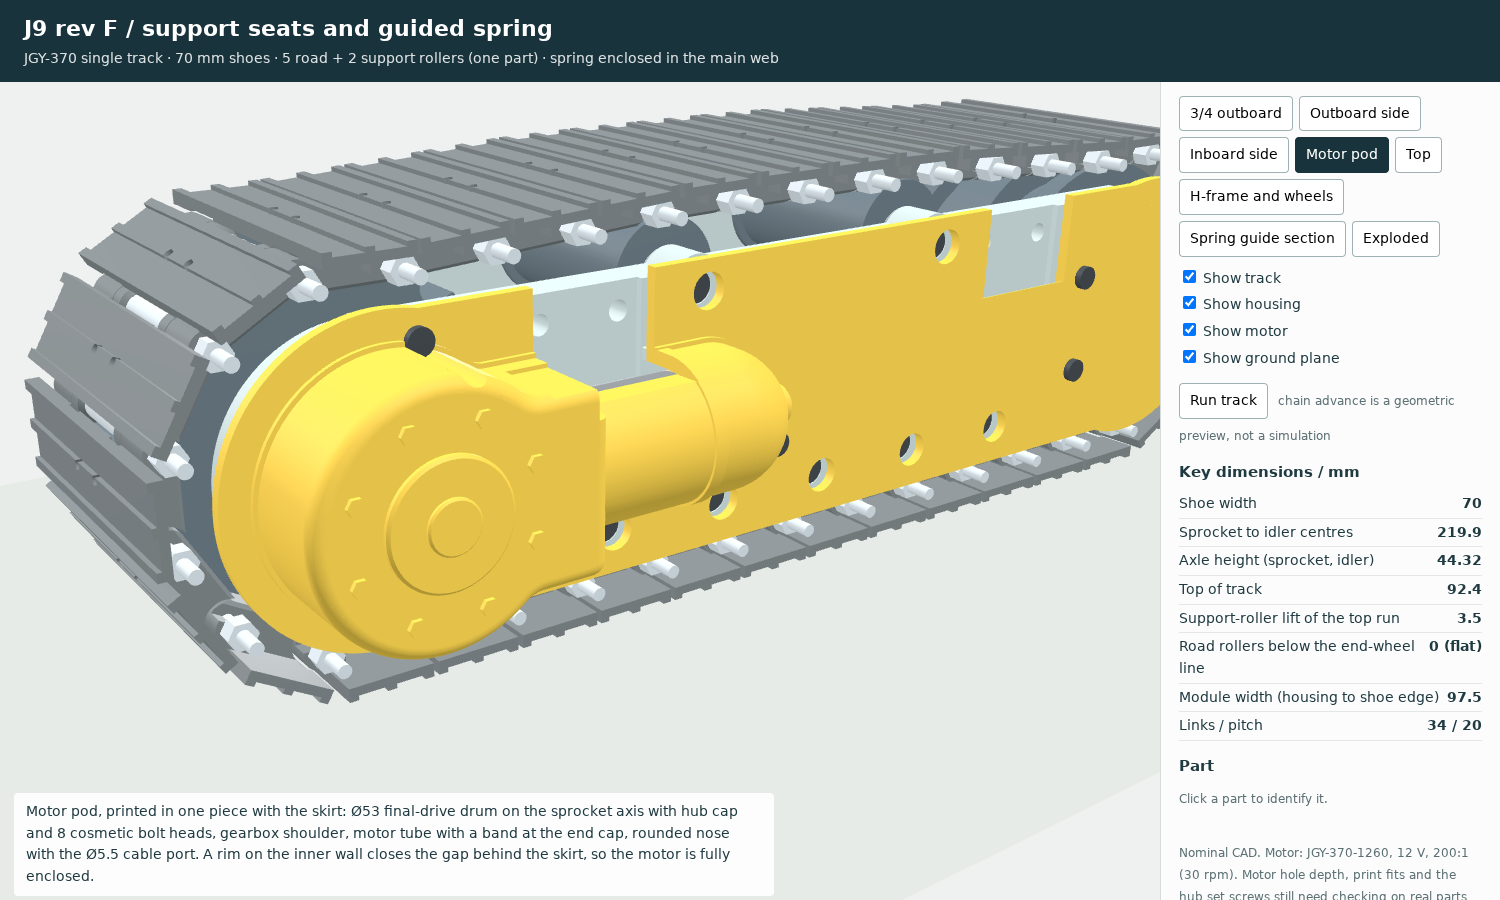 J9 rev F / support seats and guided spring
JGY-370 single track · 70 mm shoes · 5 road + 2 support rollers (one part) · spring enclosed in the main web
3/4 outboard
Outboard side
Inboard side
Motor pod
Top
H-frame and wheels
Spring guide section
Exploded
Show track
Show housing
Show motor
Show ground plane
Run track
chain advance is a geometric
preview, not a simulation
Key dimensions / mm
Shoe width 70
Sprocket to idler centres 219.9
Axle height (sprocket, idler) 44.32
Top of track 92.4
Support-roller lift of the top run 3.5
Road rollers below the end-wheel 0 (flat)
line
Module width (housing to shoe edge) 97.5
Links / pitch 34 / 20
Part
Click a part to identify it.
Nominal CAD. Motor: JGY-370-1260, 12 V, 200:1
(30 rpm). Motor hole depth, print fits and the
hub set screws still need checking on real parts
Motor pod, printed in one piece with the skirt: Ø53 final-drive drum on the sprocket axis with hub cap
and 8 cosmetic bolt heads, gearbox shoulder, motor tube with a band at the end cap, rounded nose
with the Ø5.5 cable port. A rim on the inner wall closes the gap behind the skirt, so the motor is fully
enclosed.